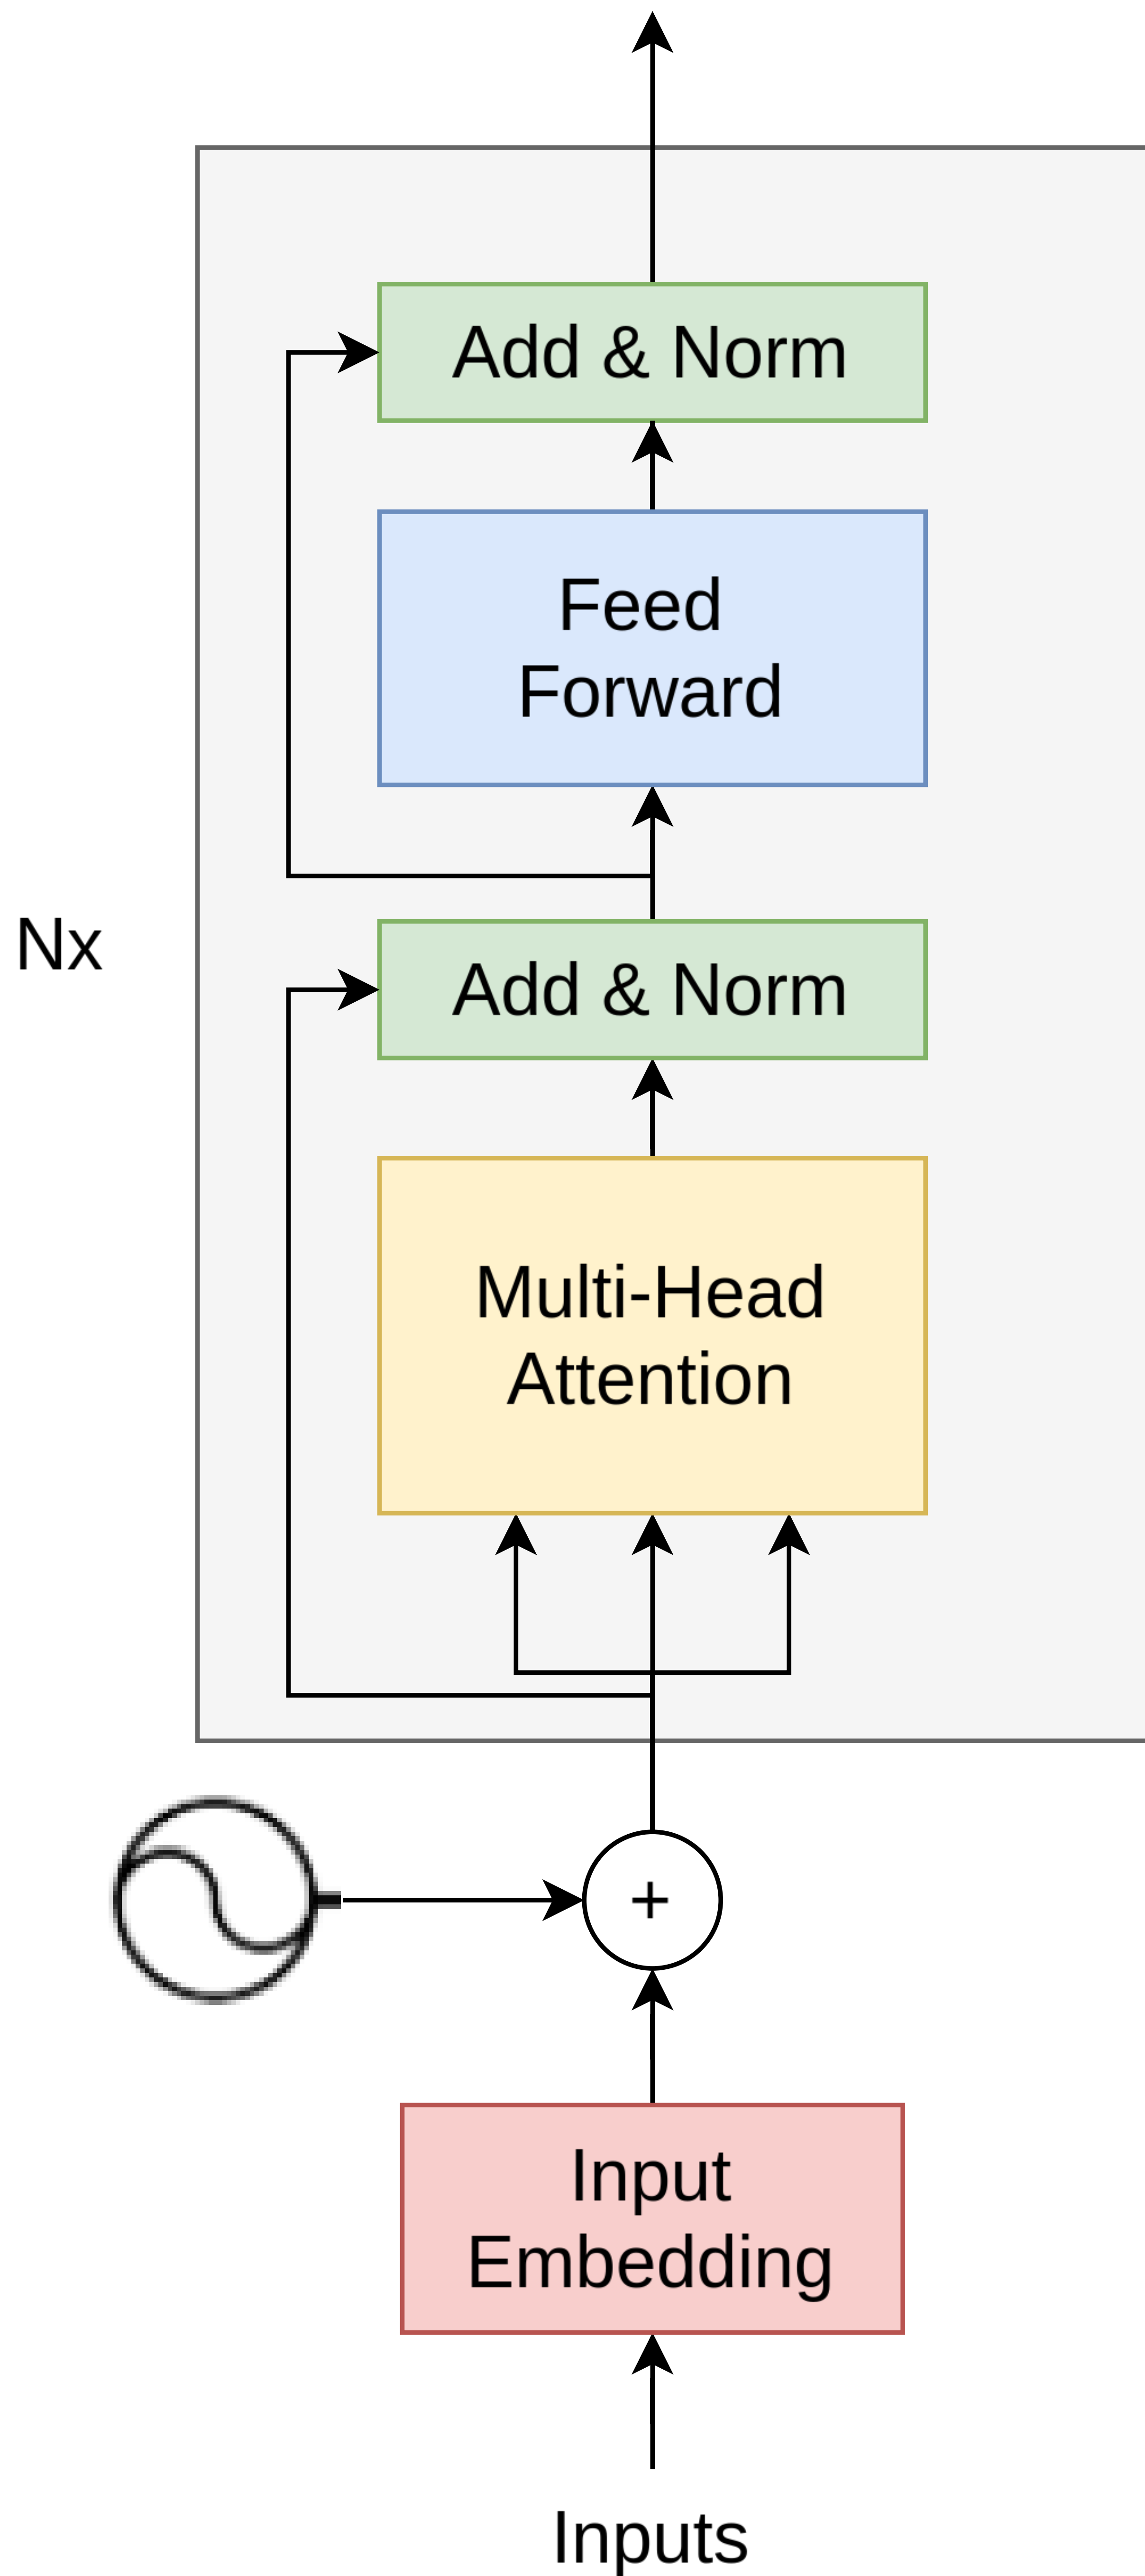 Add & Norm
Feed
Forward
Nx
Add & Norm
Multi-Head
Attention
+
Input
Embedding
Inputs